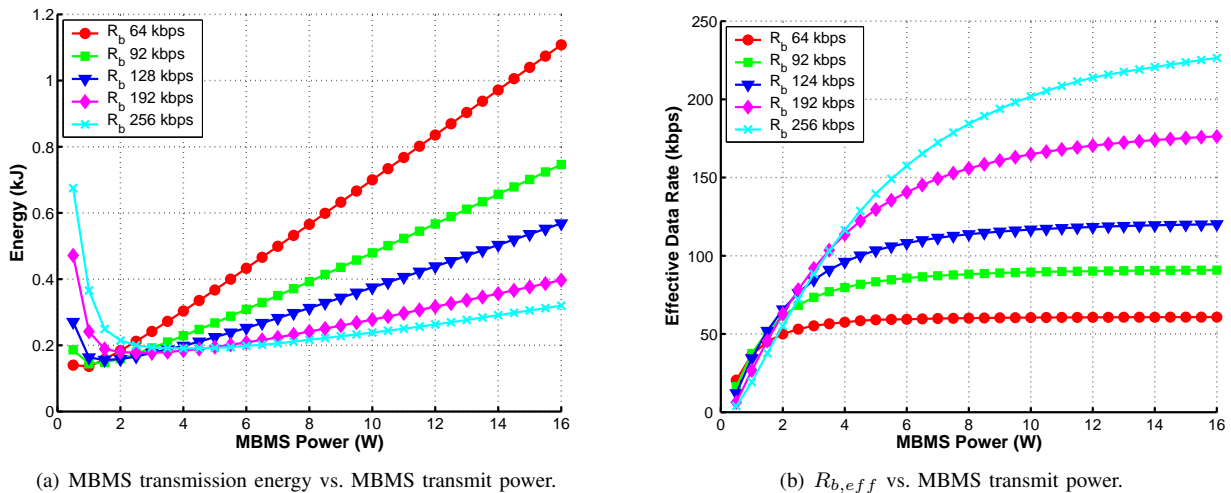 1.2
1
0.8
0.6
0.4
0.2
0
Energy (kJ)
R_b 64 kbps
R_b 92 kbps
R_b 128 kbps
R_b 192 kbps
R_b 256 kbps
0 2 4 6 8 10 12 14 16
MBMS Power (W)
(a) MBMS transmission energy vs. MBMS transmit power.
250
200
150
100
50
0
Effective Data Rate (kbps)
R_b 64 kbps
R_b 92 kbps
R_b 124 kbps
R_b 192 kbps
R_b 256 kbps
0 2 4 6 8 10 12 14 16
MBMS Power (W)
(b) R_{b,eff} vs. MBMS transmit power.